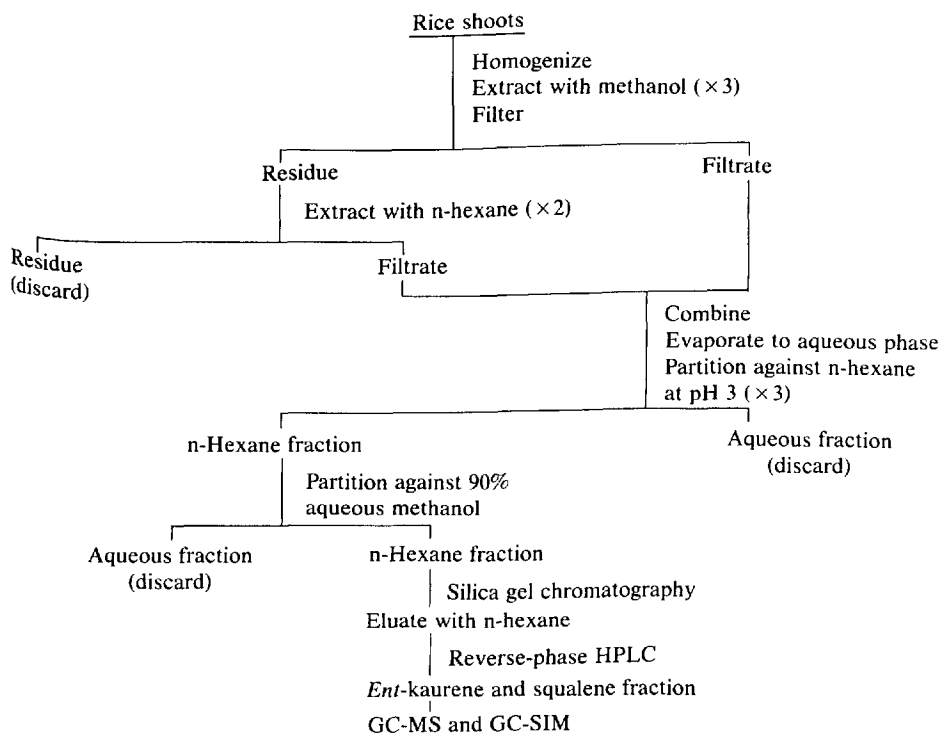 Rice shoots
Homogenize
Extract with methanol (×3)
Filter
Residue
Filtrate
Extract with n-hexane (×2)
Residue
(discard)
Filtrate
Combine
Evaporate to aqueous phase
Partition against n-hexane
at pH 3 (×3)
n-Hexane fraction
Aqueous fraction
(discard)
Partition against 90%
aqueous methanol
Aqueous fraction
(discard)
n-Hexane fraction
Silica gel chromatography
Eluate with n-hexane
Reverse-phase HPLC
Ent-kaurene and squalene fraction
GC-MS and GC-SIM